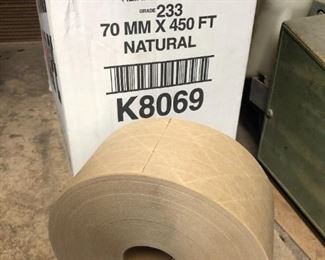 GRADE 233
70 MM X 450 FT
NATURAL
K8069